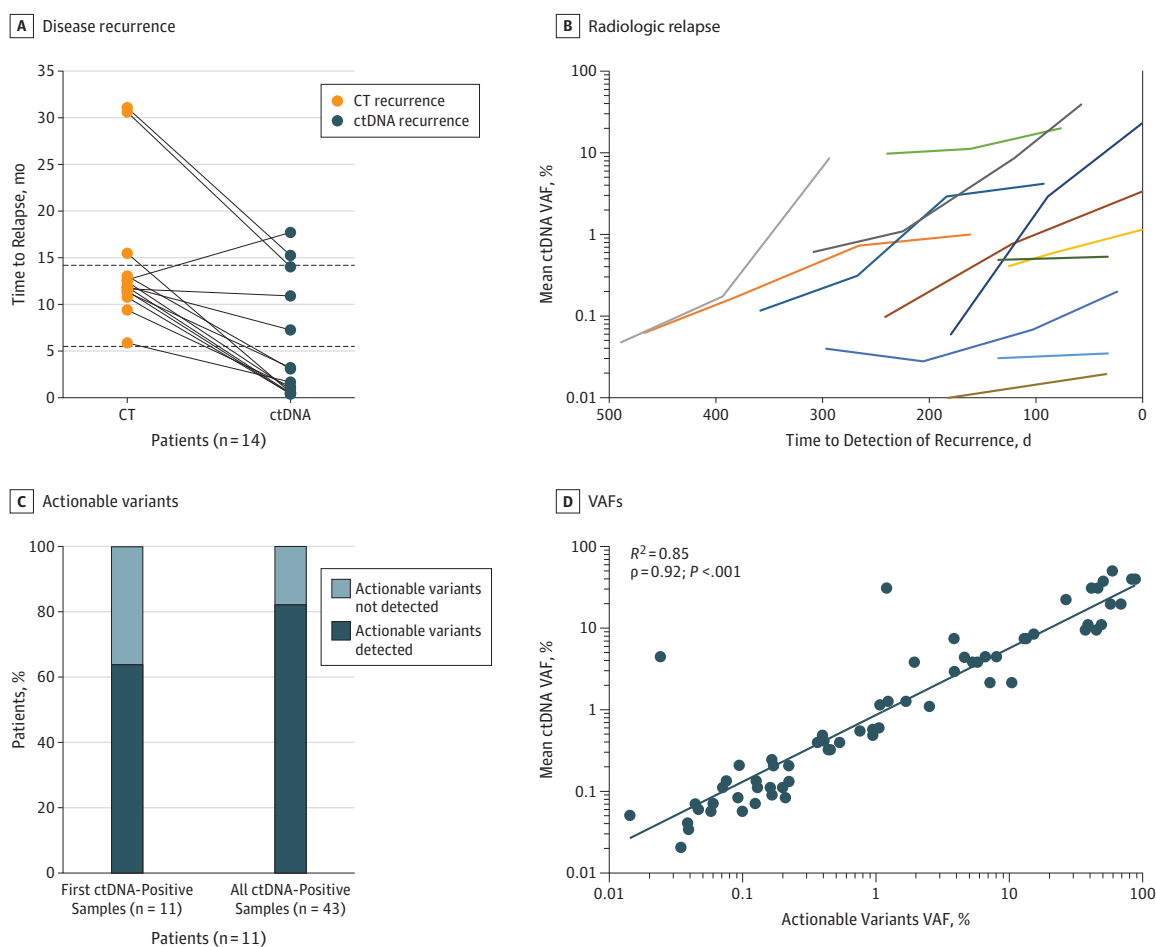 A Disease recurrence
35
30
25
20
15
10
5
0
Time to Relapse, mo
CT recurrence
ctDNA recurrence
CT
ctDNA
Patients (n=14)
B Radiologic relapse
100
10
1
0.1
0.01
Mean ctDNA VAF, %
500
400
300
200
100
0
Time to Detection of Recurrence, d
C Actionable variants
100
80
60
40
20
0
Patients, %
Actionable variants
not detected
Actionable variants
detected
First ctDNA-Positive
Samples (n = 11)
All ctDNA-Positive
Samples (n = 43)
Patients (n=11)
D VAFs
100
10
1
0.1
0.01
Mean ctDNA VAF, %
R²=0.85
ρ=0.92; P <.001
0.01
0.1
1
10
100
Actionable Variants VAF, %